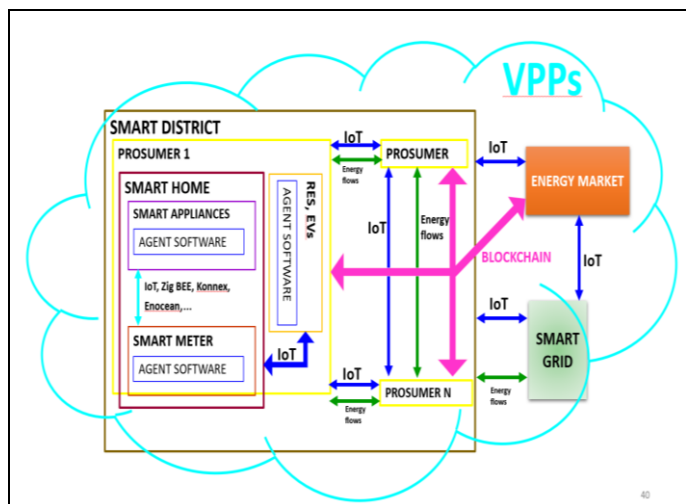 VPPs
SMART DISTRICT
PROSUMER 1
SMART HOME
SMART APPLIANCES
AGENT SOFTWARE
IoT, Zig BEE, Konnex,
Enocean,...
SMART METER
AGENT SOFTWARE
RES, EVs
AGENT SOFTWARE
IoT
IoT
Energy
flows
PROSUMER
IoT
Energy
flows
IoT
Energy
flows
PROSUMER N
BLOCKCHAIN
IoT
ENERGY MARKET
IoT
IoT
SMART
GRID
Energy
flows
40